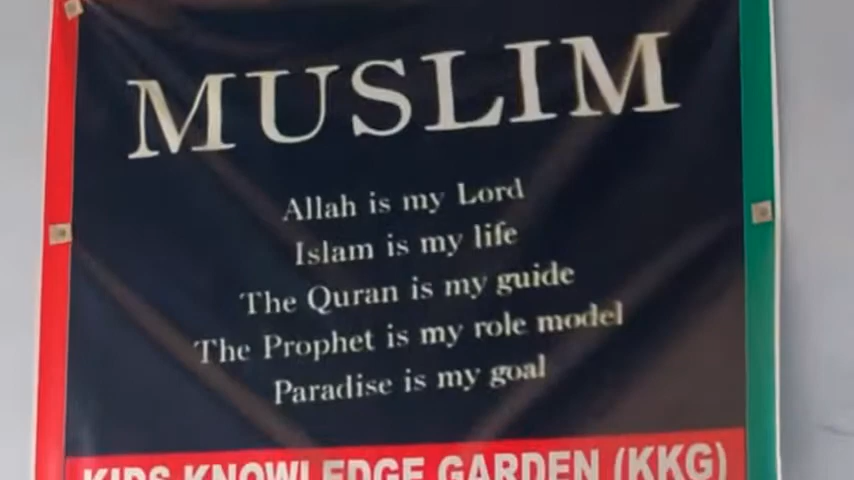 MUSLIM
Allah is my Lord
Islam is my life
The Quran is my guide
The Prophet is my role model
Paradise is my goal
KIDS KNOWLEDGE GARDEN (KKG)